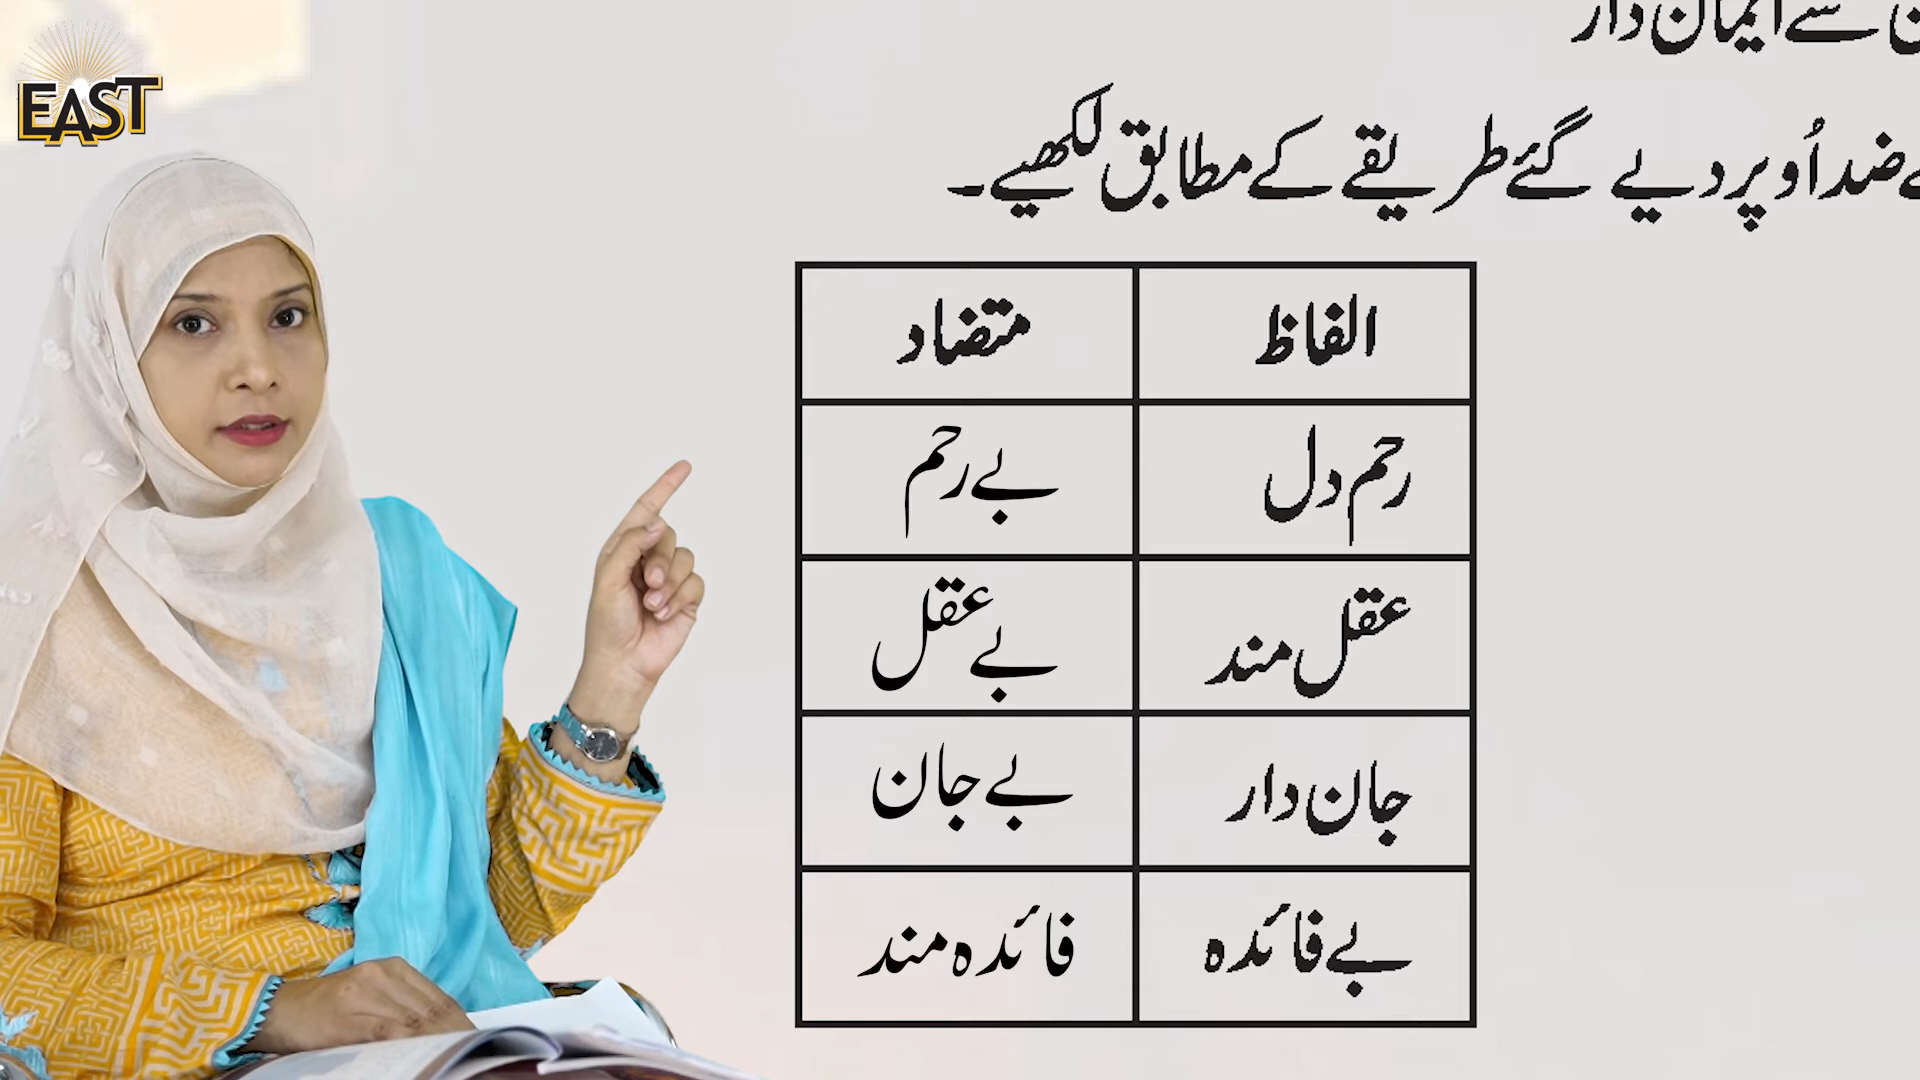 EAST
سے ایمان دار
ضد اُوپر دیے گئے طریقے کے مطابق لکھیے۔
الفاظ متضاد
رحم دل بے رحم
عقل مند بے عقل
جان دار بے جان
بے فائدہ فائدہ مند